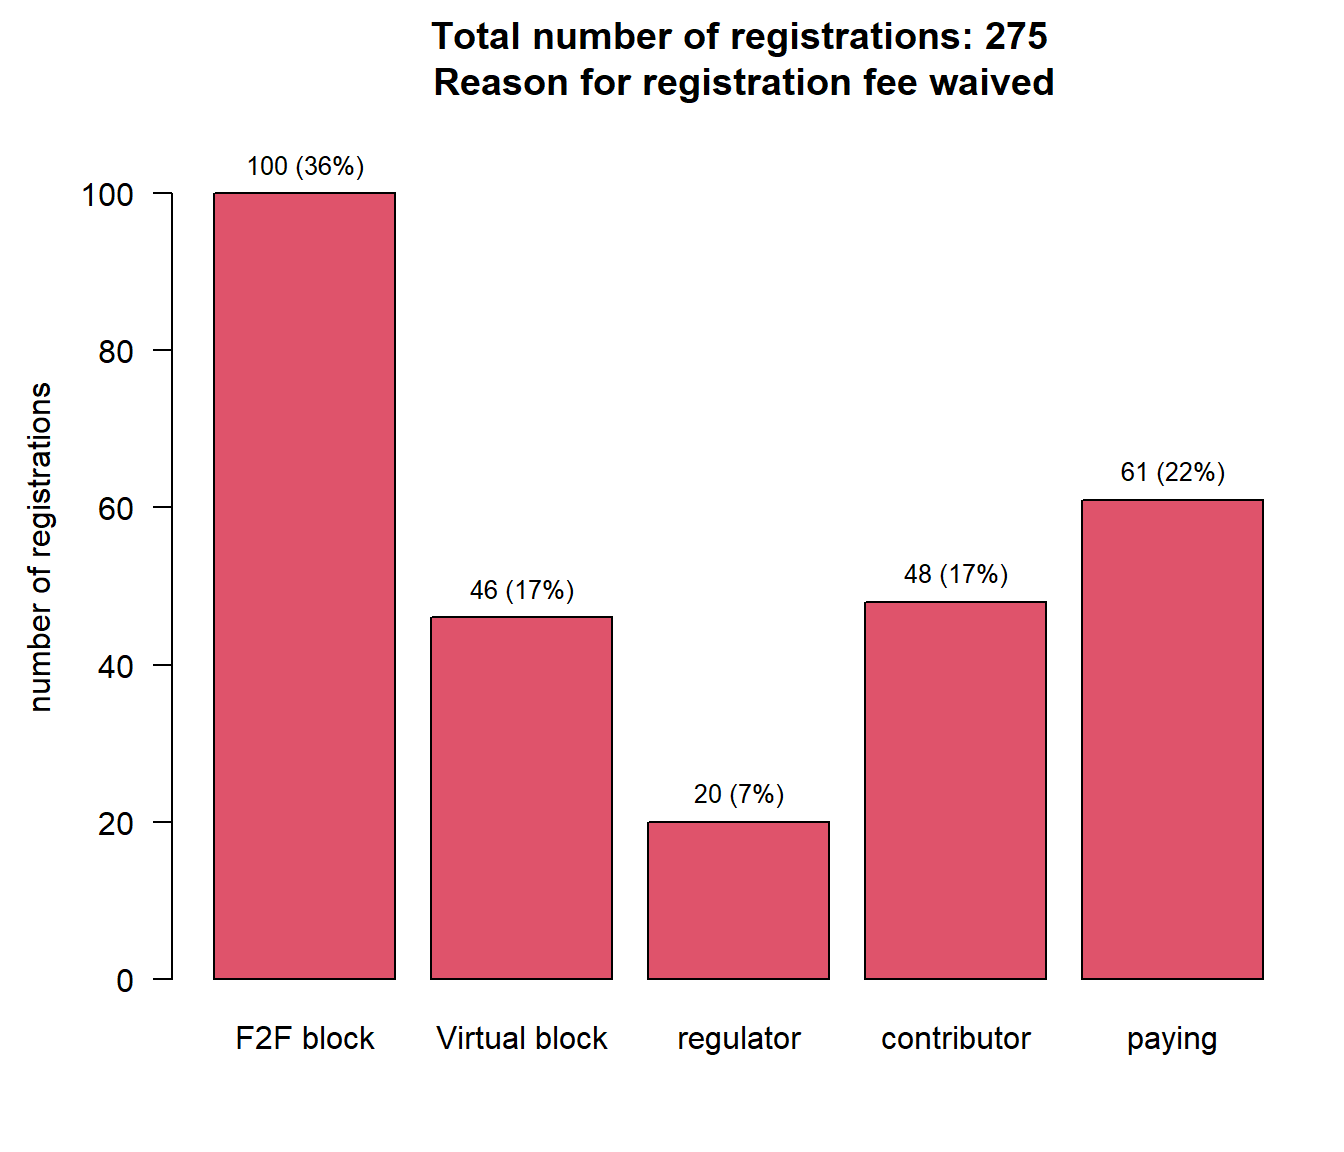 Total number of registrations: 275
Reason for registration fee waived
number of registrations
100
80
60
40
20
0
100 (36%)
46 (17%)
20 (7%)
48 (17%)
61 (22%)
F2F block
Virtual block
regulator
contributor
paying